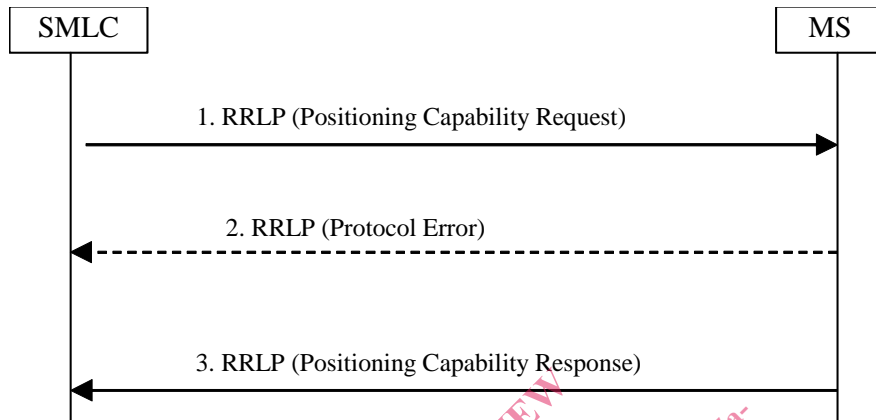 SMLC
MS
1. RRLP (Positioning Capability Request)
2. RRLP (Protocol Error)
3. RRLP (Positioning Capability Response)